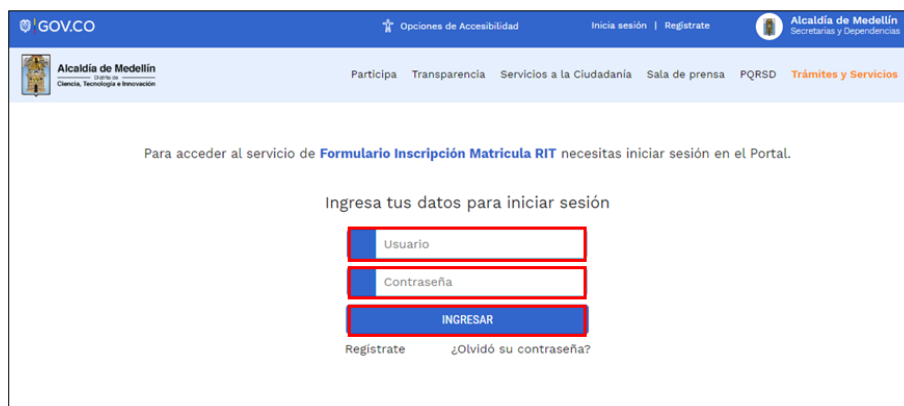 GOV.CO
Opciones de Accesibilidad
Inicia sesión | Regístrate
Alcaldía de Medellín
Secretarias y Dependencias
Alcaldía de Medellín
Distrito de
Ciencia, Tecnología e Innovación
Participa Transparencia Servicios a la Ciudadanía Sala de prensa PQRSD Trámites y Servicios
Para acceder al servicio de Formulario Inscripción Matricula RIT necesitas iniciar sesión en el Portal.
Ingresa tus datos para iniciar sesión
Usuario
Contraseña
INGRESAR
Regístrate ¿Olvidó su contraseña?